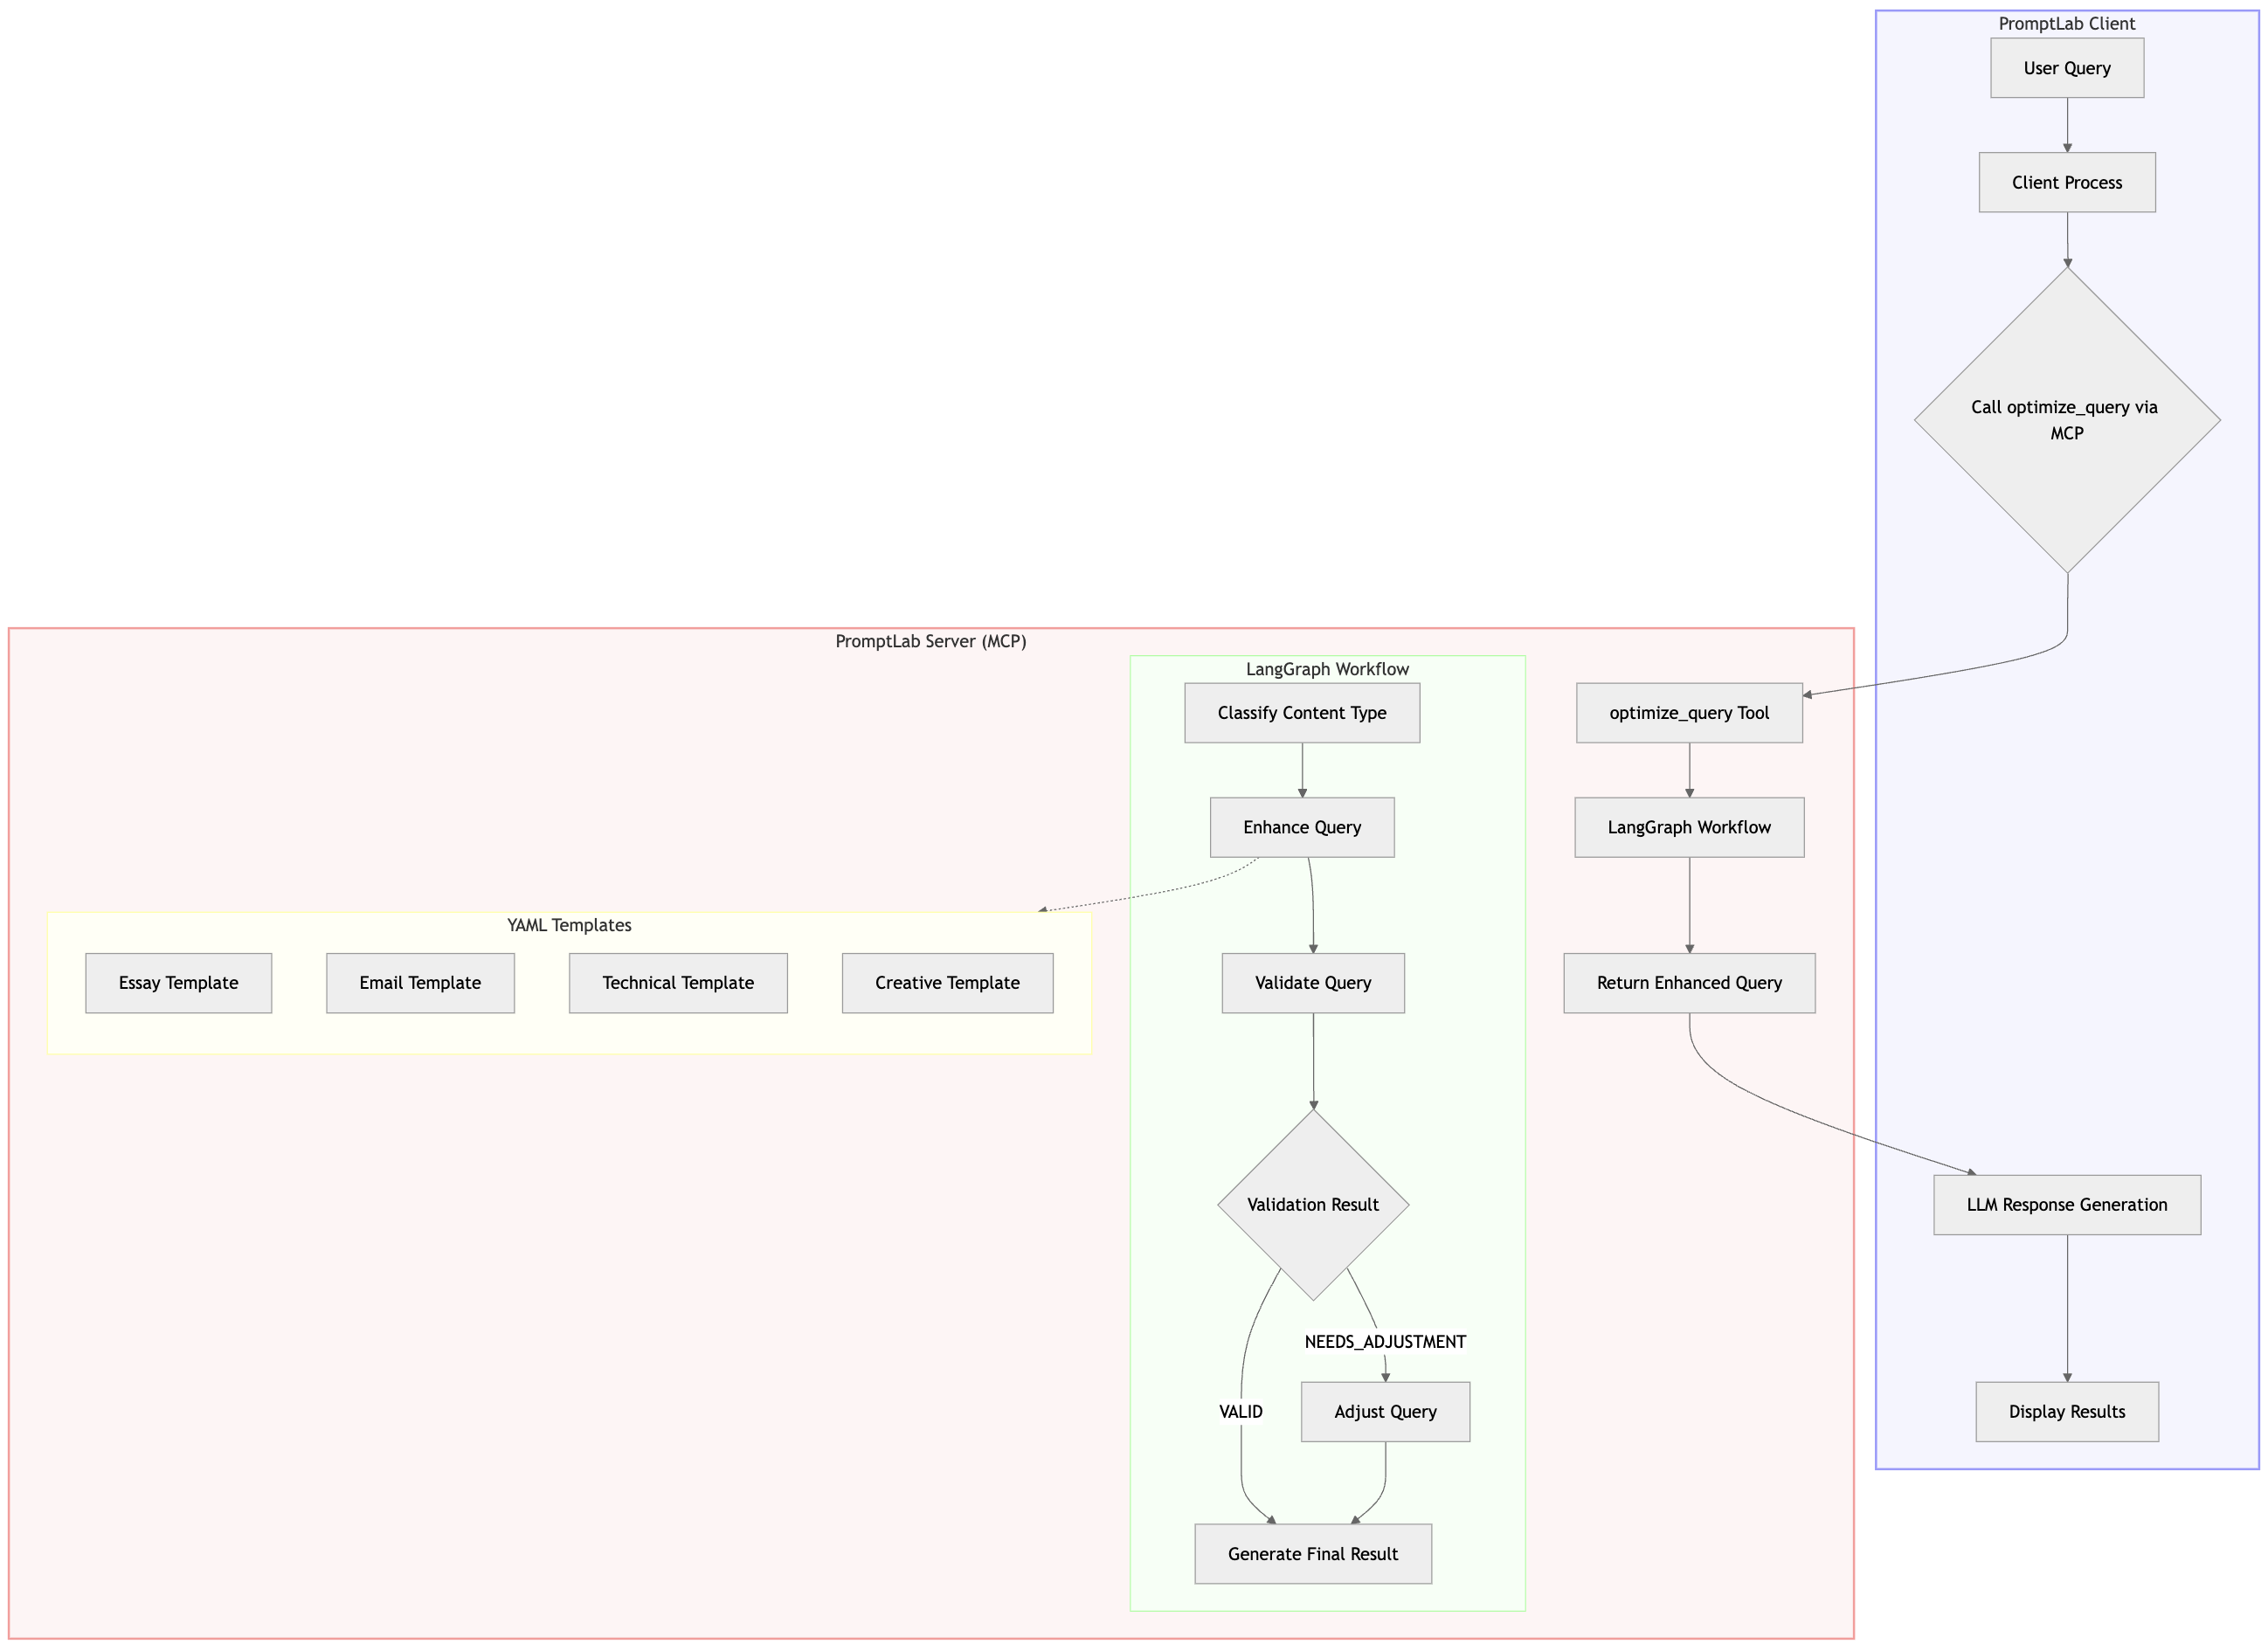 PromptLab Client
User Query
Client Process
Call optimize_query via
MCP
PromptLab Server (MCP)
LangGraph Workflow
Classify Content Type
optimize_query Tool
Enhance Query
LangGraph Workflow
YAML Templates
Essay Template
Email Template
Technical Template
Creative Template
Validate Query
Return Enhanced Query
Validation Result
LLM Response Generation
NEEDS_ADJUSTMENT
VALID
Adjust Query
Display Results
Generate Final Result